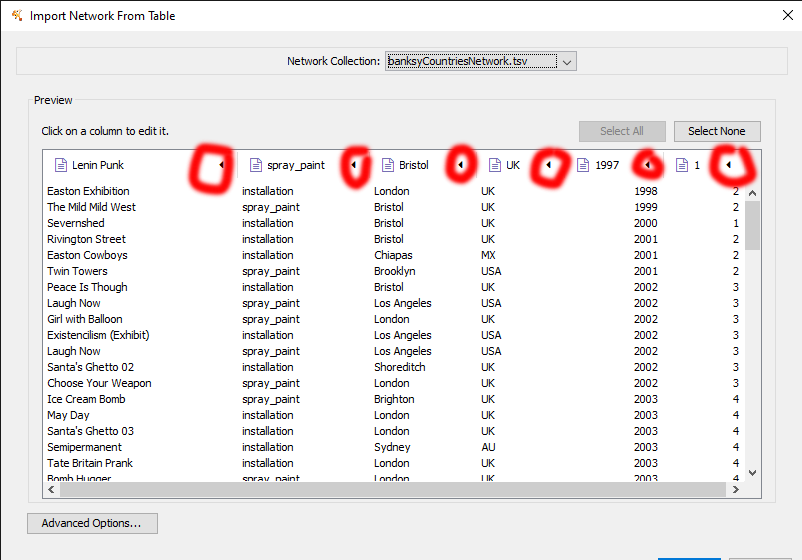 Import Network From Table
Network Collection: banksyCountriesNetwork.tsv
Preview
Click on a column to edit it. Select All Select None
Lenin Punk spray_paint Bristol UK 1997 1
Easton Exhibition installation London UK 1998 2
The Mild Mild West spray_paint Bristol UK 1999 2
Severnshed installation Bristol UK 2000 1
Rivington Street installation Bristol UK 2001 2
Easton Cowboys installation Chiapas MX 2001 2
Twin Towers spray_paint Brooklyn USA 2001 2
Peace Is Though installation Bristol UK 2002 3
Laugh Now spray_paint Los Angeles USA 2002 3
Girl with Balloon spray_paint London UK 2002 3
Existencilism (Exhibit) installation Los Angeles USA 2002 3
Laugh Now spray_paint Los Angeles USA 2002 3
Santa's Ghetto 02 installation Shoreditch UK 2002 3
Choose Your Weapon spray_paint London UK 2002 3
Ice Cream Bomb spray_paint Brighton UK 2003 4
May Day installation London UK 2003 4
Santa's Ghetto 03 installation London UK 2003 4
Semipermanent installation Sydney AU 2003 4
Tate Britain Prank installation London UK 2003 4
Bomb Hugger spray_paint London UK 2003 4
Advanced Options...